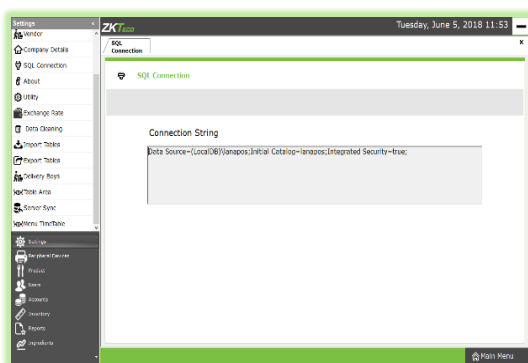 Settings
Vendor
Company Details
SQL Connection
About
Utility
Exchange Rate
Data Cleaning
Import Tables
Export Tables
Delivery Boys
Table Area
Server Sync
Menu TimeTable
Settings
Peripheral Devices
Product
Users
Accounts
Inventory
Reports
Ingredients
ZKTeco
Tuesday, June 5, 2018 11:53
SQL
Connection
x
SQL Connection
Connection String
Data Source=(LocalDB)\lanapos;Initial Catalog=lanapos;Integrated Security=true;
Main Menu